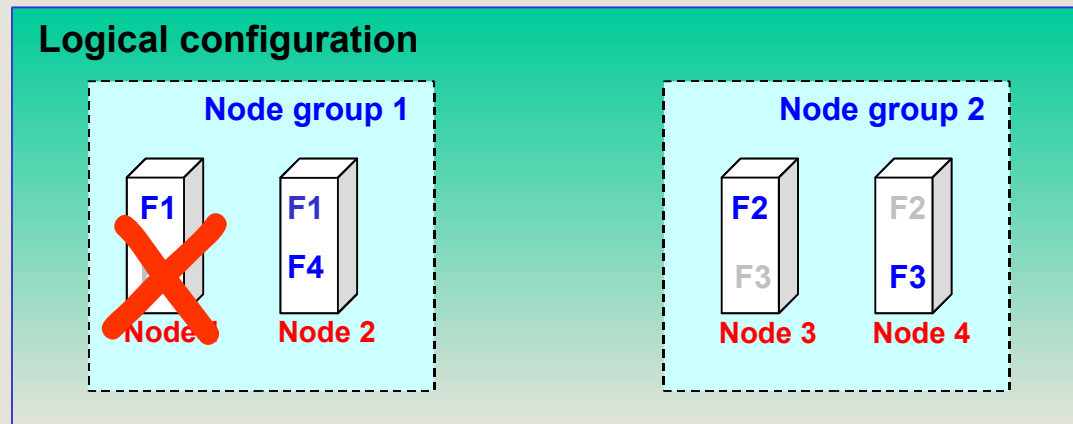 Logical configuration
Node group 1
Node group 2
F1
F1
F2
F2
F4
F3
F3
Node
Node 2
Node 3
Node 4